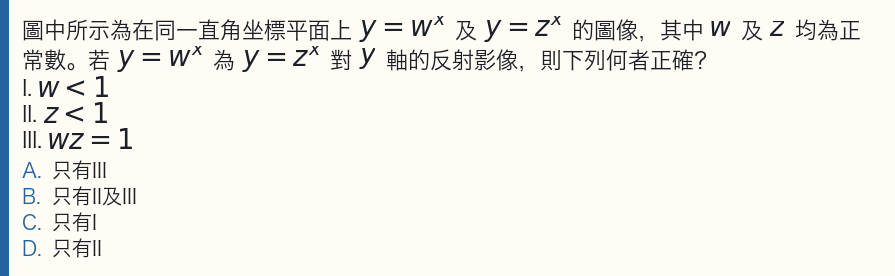 圖中所示為在同一直角坐標平面上 y = w^x 及 y = z^x 的圖像，其中 w 及 z 均為正
常數。若 y = w^x 為 y = z^x 對 y 軸的反射影像，則下列何者正確?
I. w < 1
II. z < 1
III. wz = 1
A. 只有III
B. 只有II及III
C. 只有I
D. 只有II